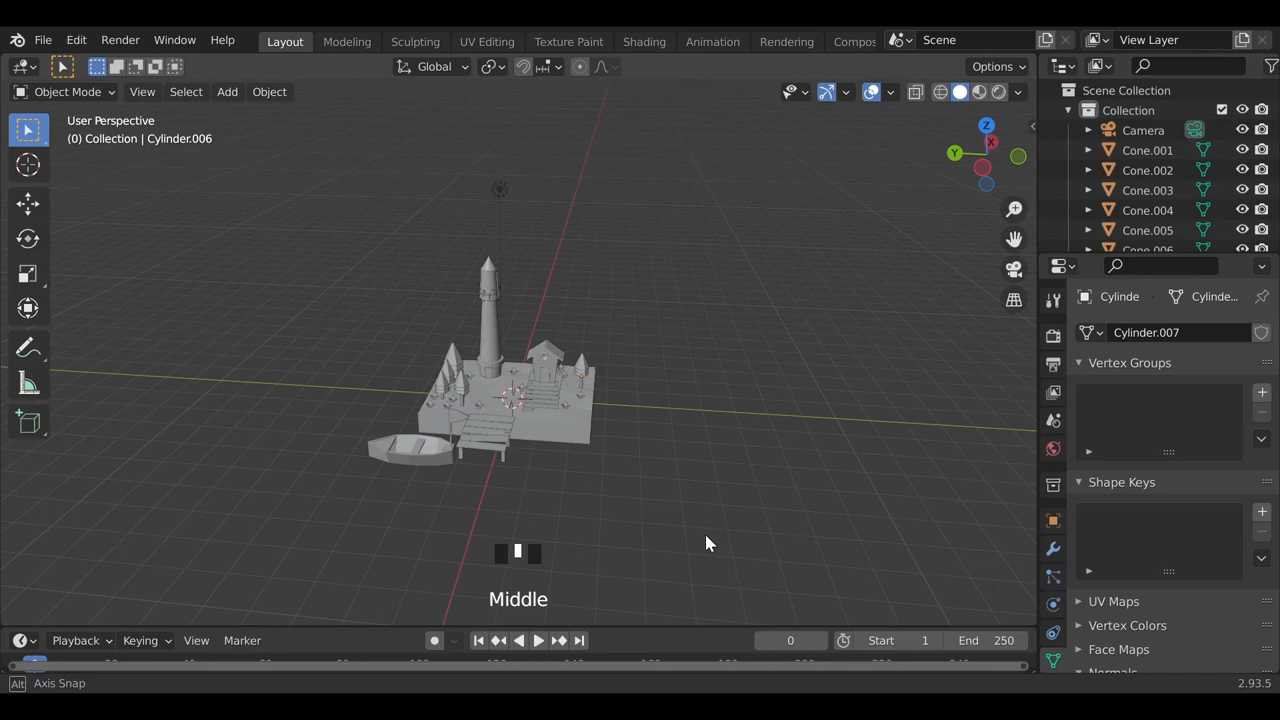 File Edit Render Window Help Layout Modeling Sculpting UV Editing Texture Paint Shading Animation Rendering Compos Scene View Layer
Global Options
Object Mode View Select Add Object
Scene Collection
User Perspective
(0) Collection | Cylinder.006
Collection
Camera
Cone.001
Cone.002
Cone.003
Cone.004
Cone.005
Cone.006
Z
X
Y
Cylinde Cylinde...
Cylinder.007
Vertex Groups
Shape Keys
UV Maps
Vertex Colors
Face Maps
Normals
Middle
Playback Keying View Marker 0 Start 1 End 250
Alt Axis Snap 2.93.5